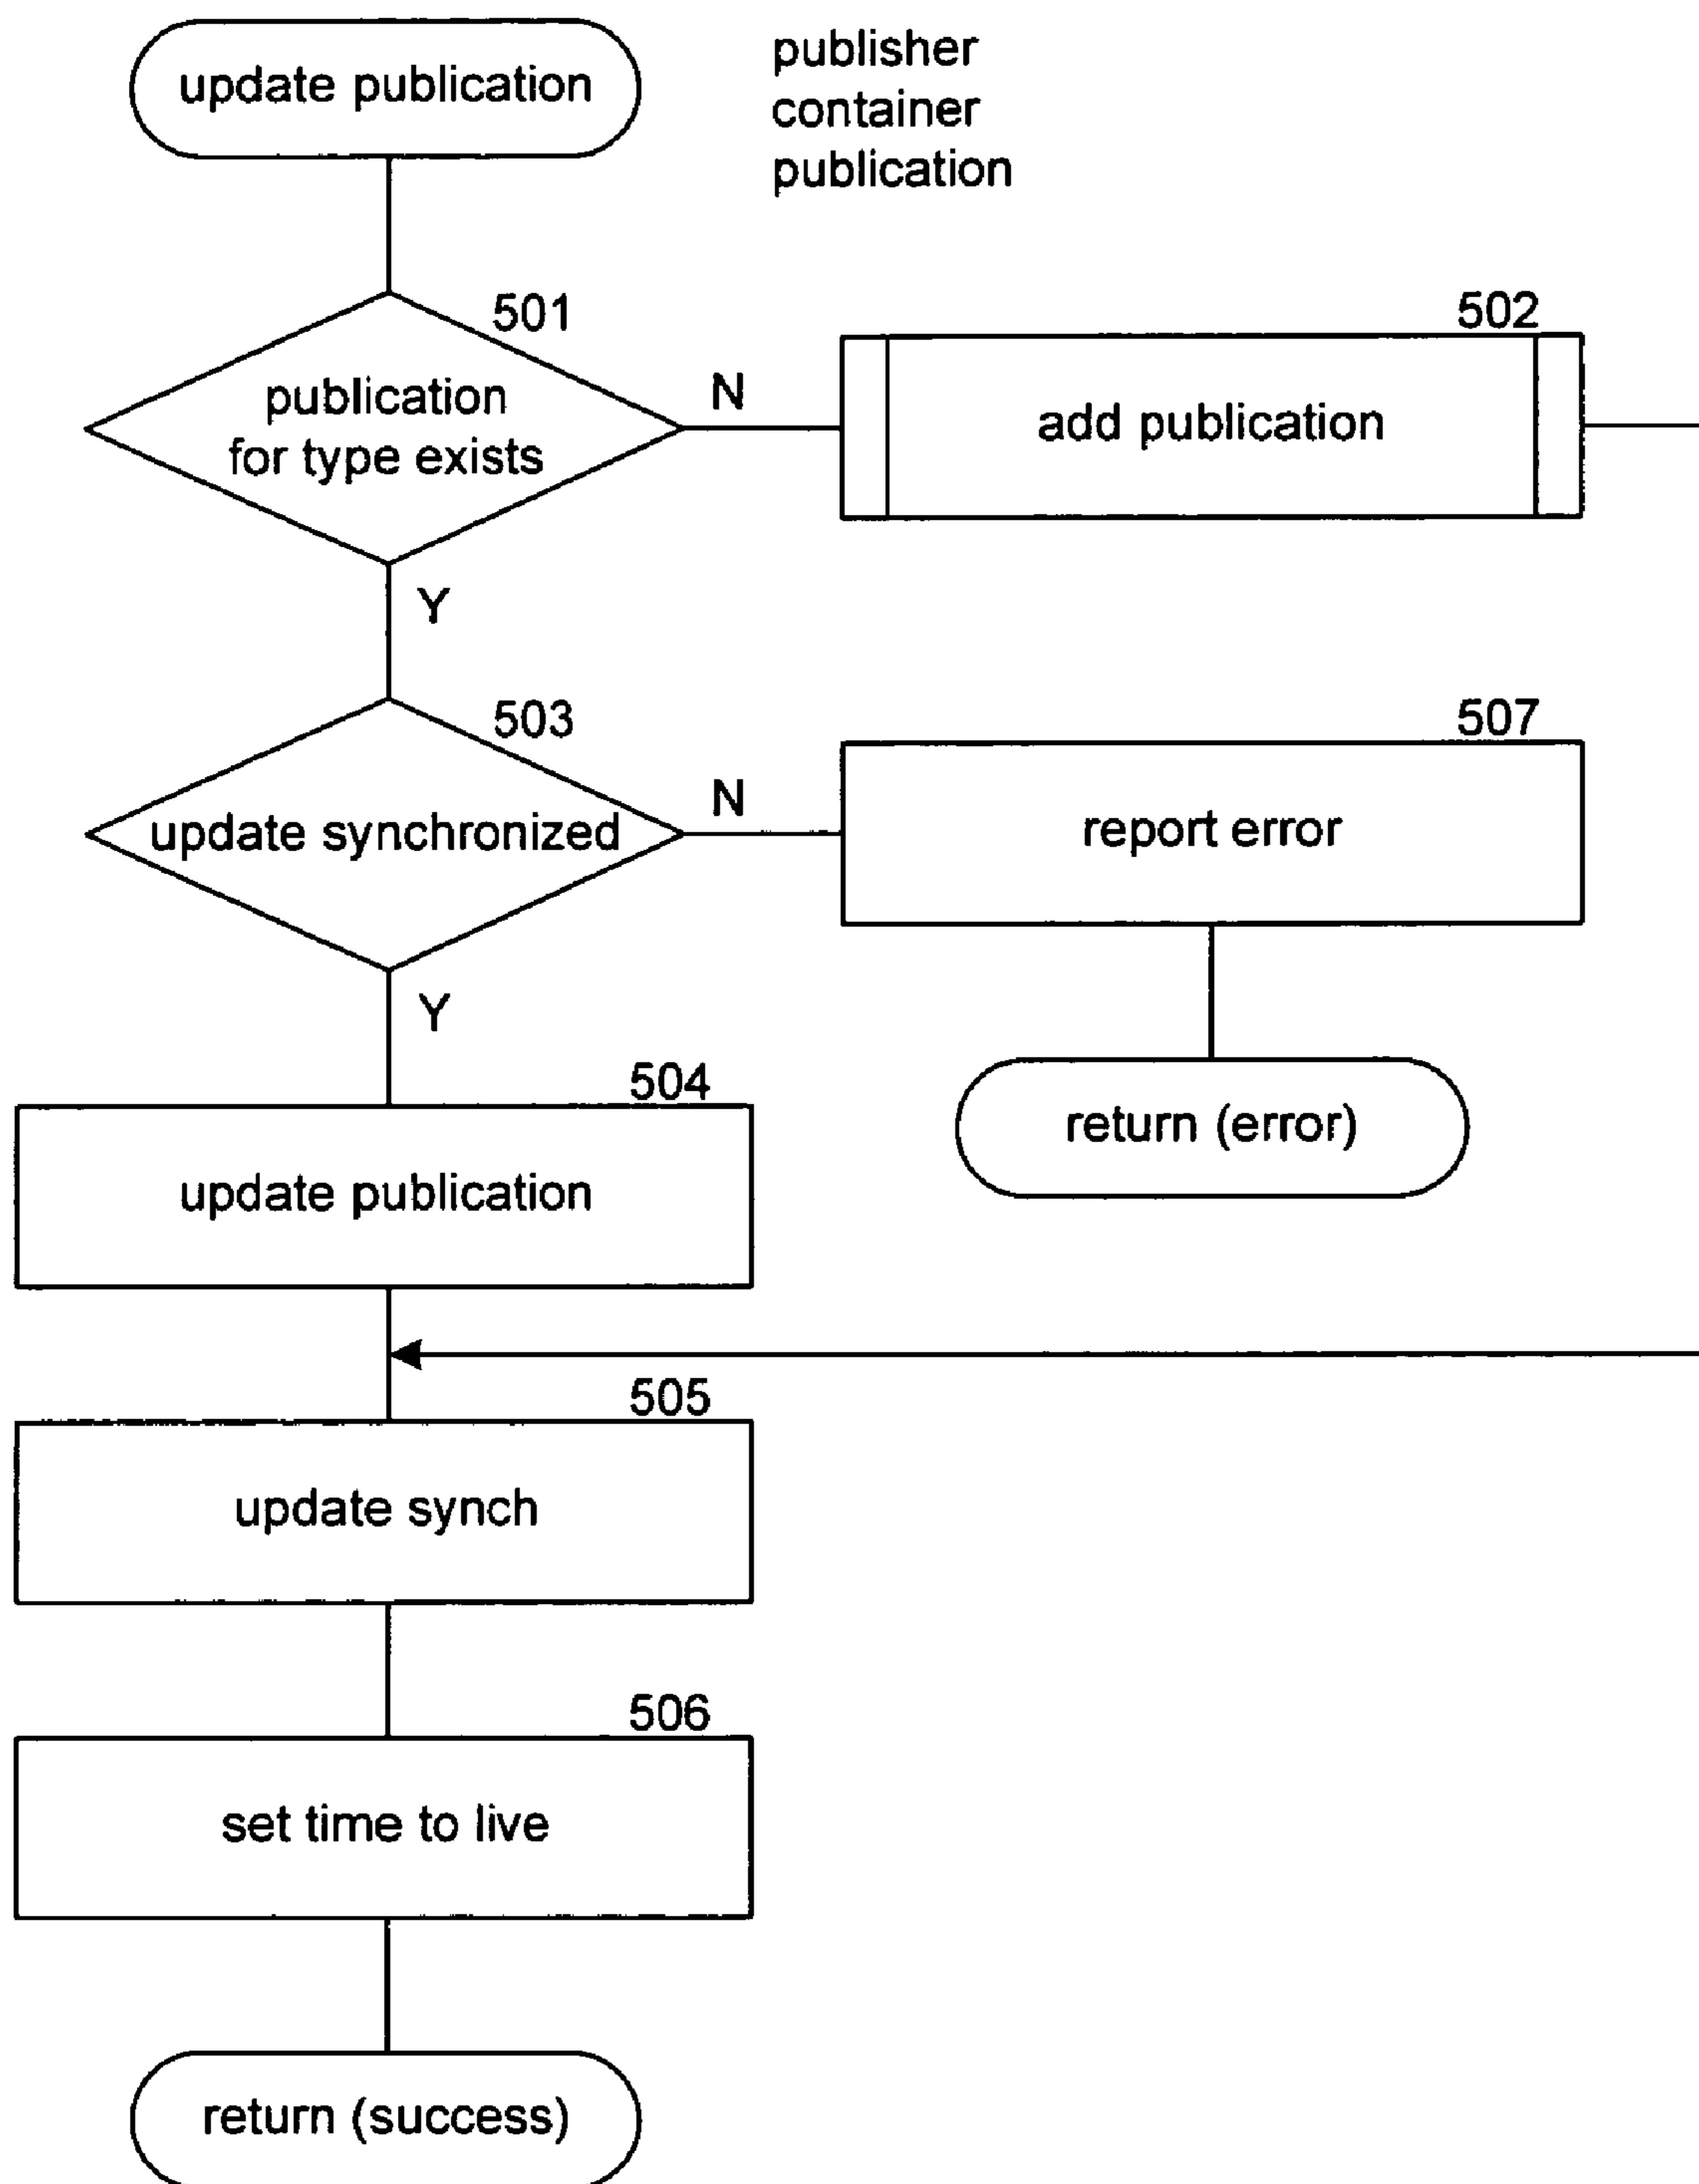 update publication
publisher
container
publication
501
publication
for type exists
N
502
add publication
Y
503
update synchronized
N
507
report error
Y
return (error)
504
update publication
505
update synch
506
set time to live
return (success)